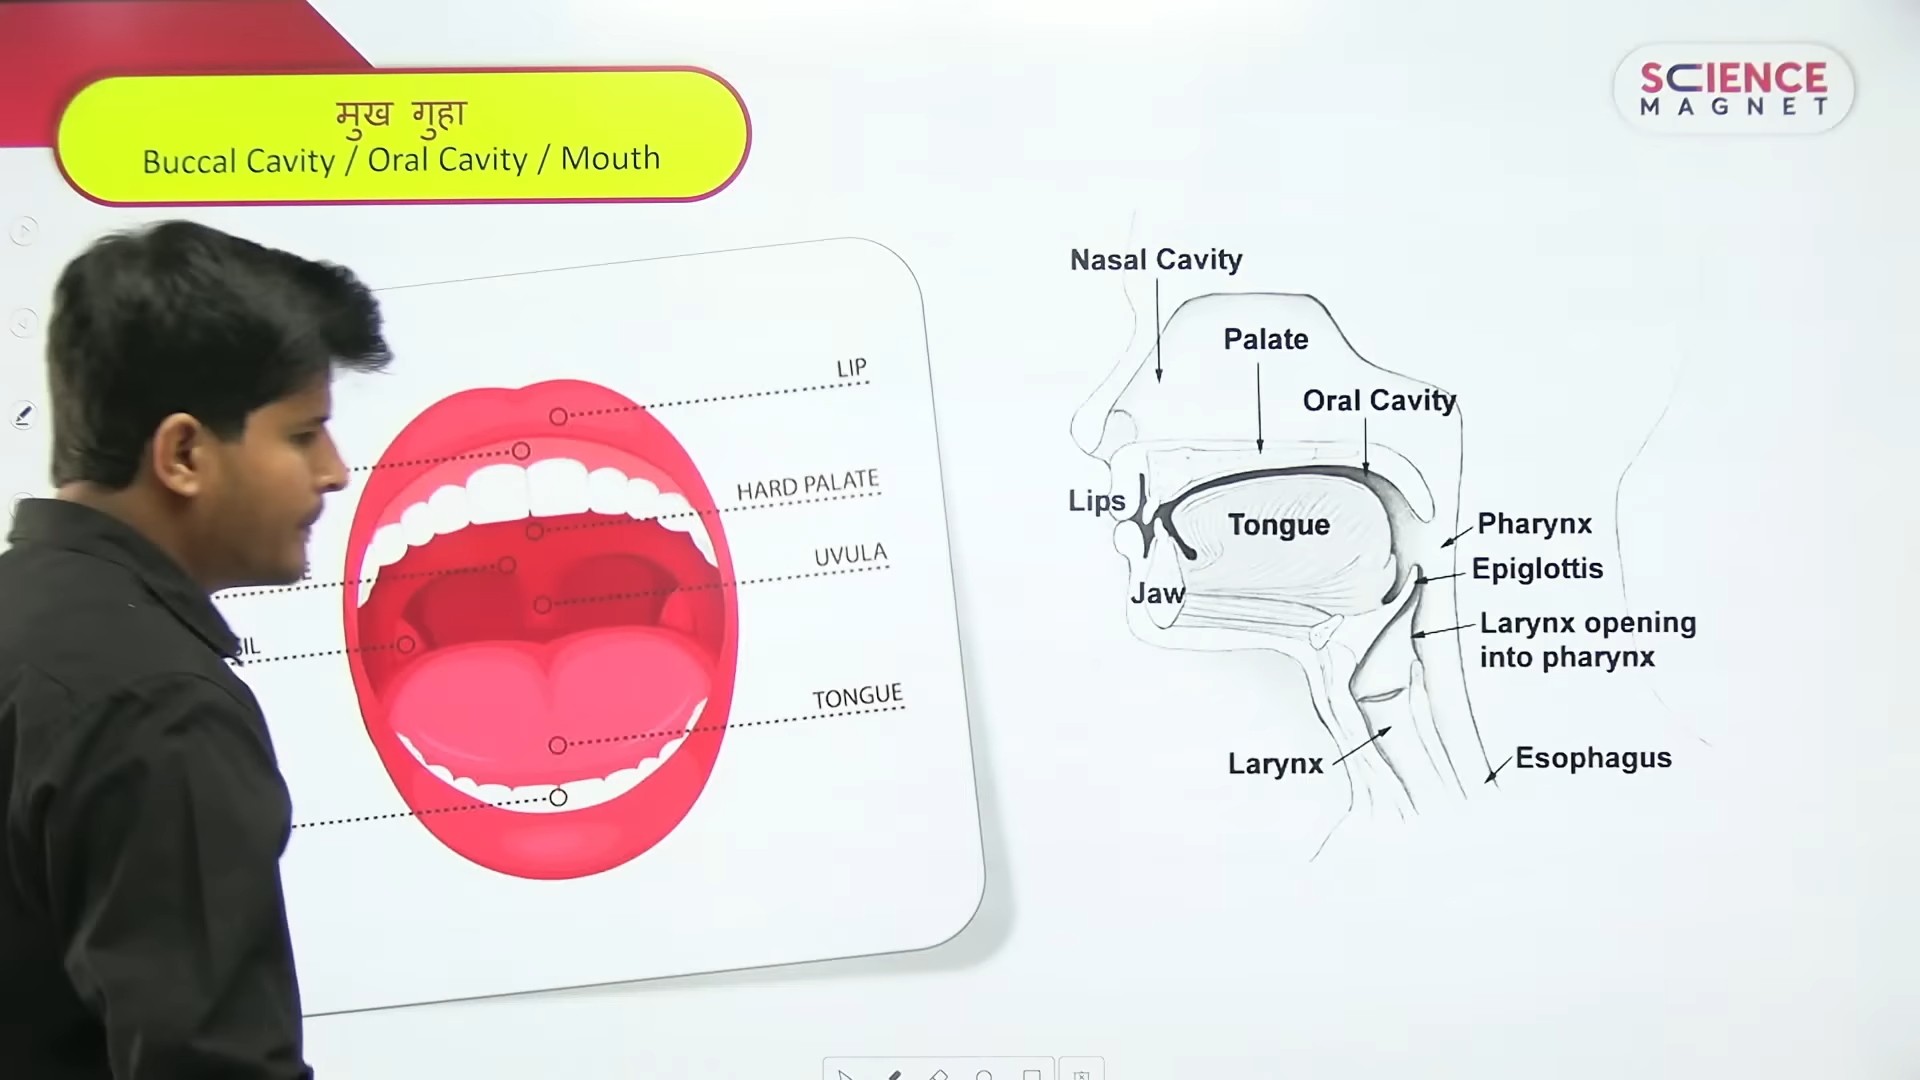 मुख गुहा
Buccal Cavity / Oral Cavity / Mouth
SCIENCE
MAGNET
LIP
HARD PALATE
UVULA
TONGUE
Nasal Cavity
Palate
Oral Cavity
Lips
Tongue
Jaw
Pharynx
Epiglottis
Larynx opening
into pharynx
Larynx
Esophagus